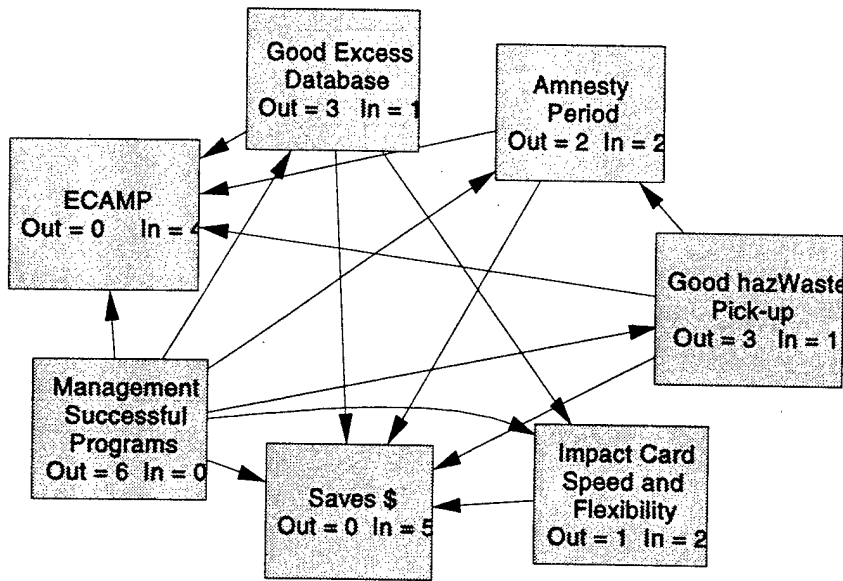 Good Excess
Database
Out = 3 In = 1
Amnesty
Period
Out = 2 In = 2
ECAMP
Out = 0 In = 4
Good hazWaste
Pick-up
Out = 3 In = 1
Management
Successful
Programs
Out = 6 In = 0
Saves $
Out = 0 In = 5
Impact Card
Speed and
Flexibility
Out = 1 In = 2